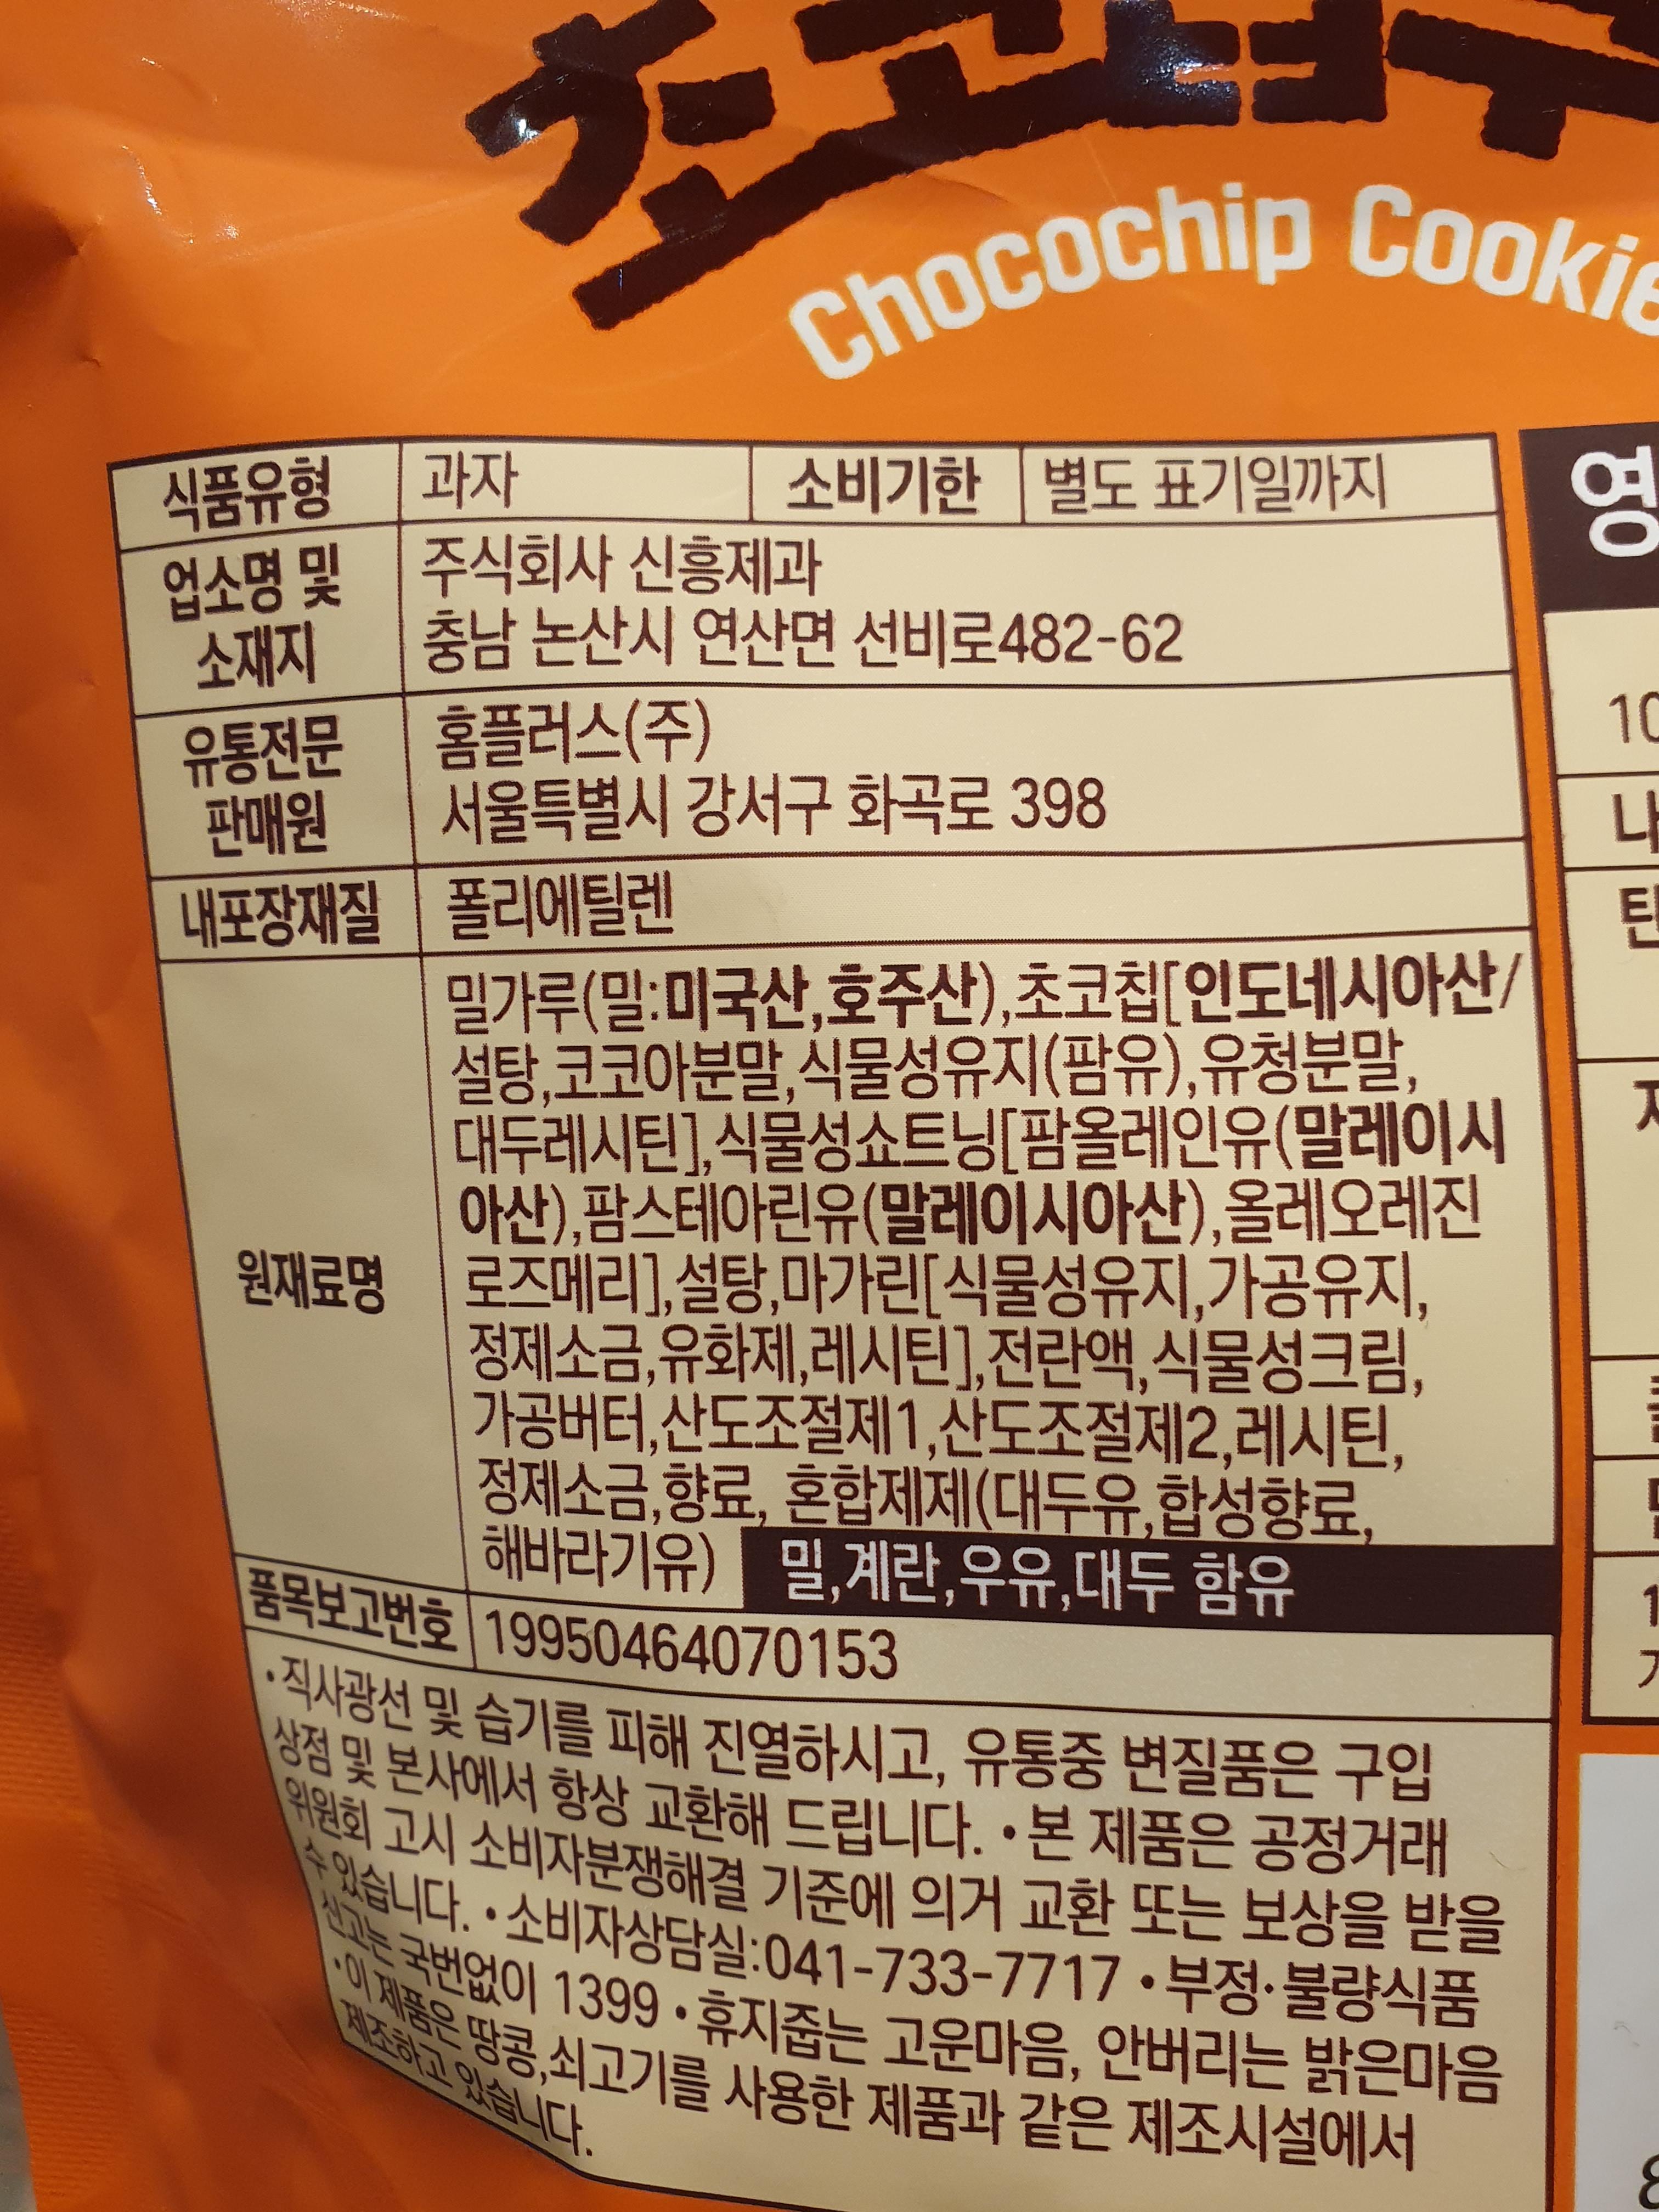 Chocochip Cookie
식품유형 과자 소비기한 별도 표기일까지
업소명 및 소재지
주식회사 신흥제과
충남 논산시 연산면 선비로482-62
유통전문 판매원
홈플러스(주)
서울특별시 강서구 화곡로 398
내포장재질 폴리에틸렌
원재료명
밀가루(밀:미국산,호주산),초코칩[인도네시아산/
설탕,코코아분말,식물성유지(팜유),유청분말,
대두레시틴],식물성쇼트닝[팜올레인유(말레이시
아산),팜스테아린유(말레이시아산),올레오레진
로즈메리],설탕,마가린[식물성유지,가공유지,
정제소금,유화제,레시틴],전란액,식물성크림,
가공버터,산도조절제1,산도조절제2,레시틴,
정제소금,향료, 혼합제제(대두유,합성향료,
해바라기유) 밀,계란,우유,대두 함유
품목보고번호 19950464070153
•직사광선 및 습기를 피해 진열하시고, 유통중 변질품은 구입
상점 및 본사에서 항상 교환해 드립니다. •본 제품은 공정거래
위원회 고시 소비자분쟁해결 기준에 의거 교환 또는 보상을 받을
수 있습니다. •소비자상담실:041-733-7717 •부정·불량식품
신고는 국번없이 1399 •휴지줍는 고운마음, 안버리는 밝은마음
•이 제품은 땅콩,쇠고기를 사용한 제품과 같은 제조시설에서
제조하고 있습니다.
영
10
나